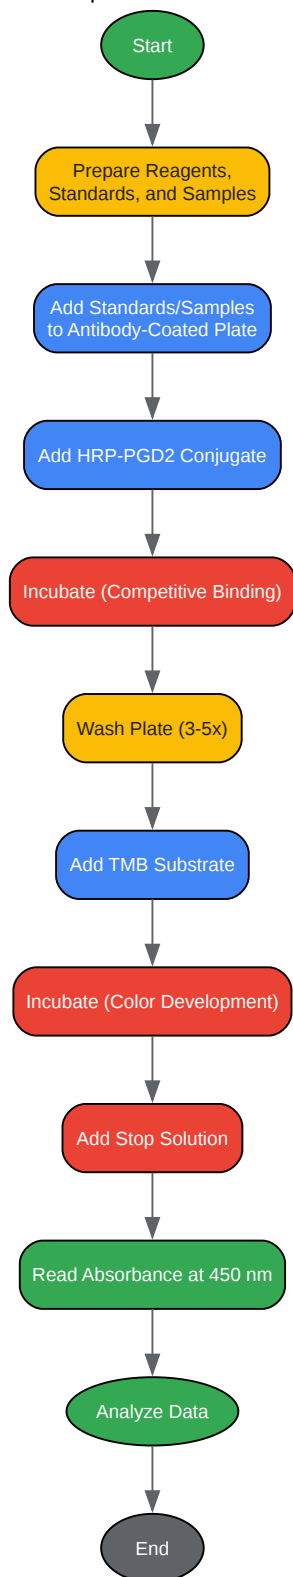 Start
Prepare Reagents,
Standards, and Samples
Add Standards/Samples
to Antibody-Coated Plate
Add HRP-PGD2 Conjugate
Incubate (Competitive Binding)
Wash Plate (3-5x)
Add TMB Substrate
Incubate (Color Development)
Add Stop Solution
Read Absorbance at 450 nm
Analyze Data
End